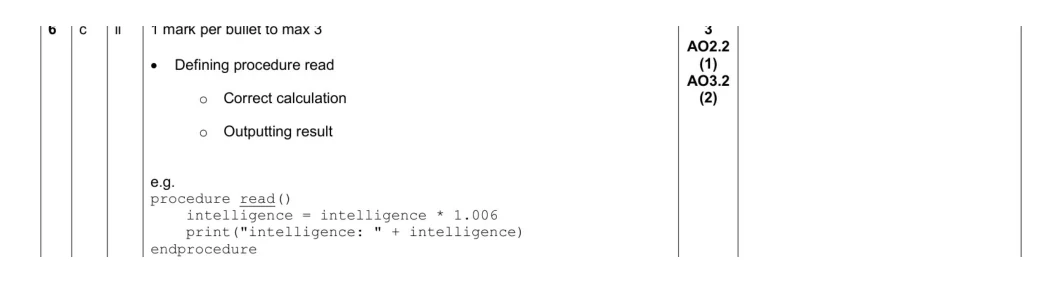 6 c ii 1 mark per bullet to max 3 3
AO2.2
• Defining procedure read (1)
AO3.2
○ Correct calculation (2)
○ Outputting result
e.g.
procedure read()
intelligence = intelligence * 1.006
print("intelligence: " + intelligence)
endprocedure